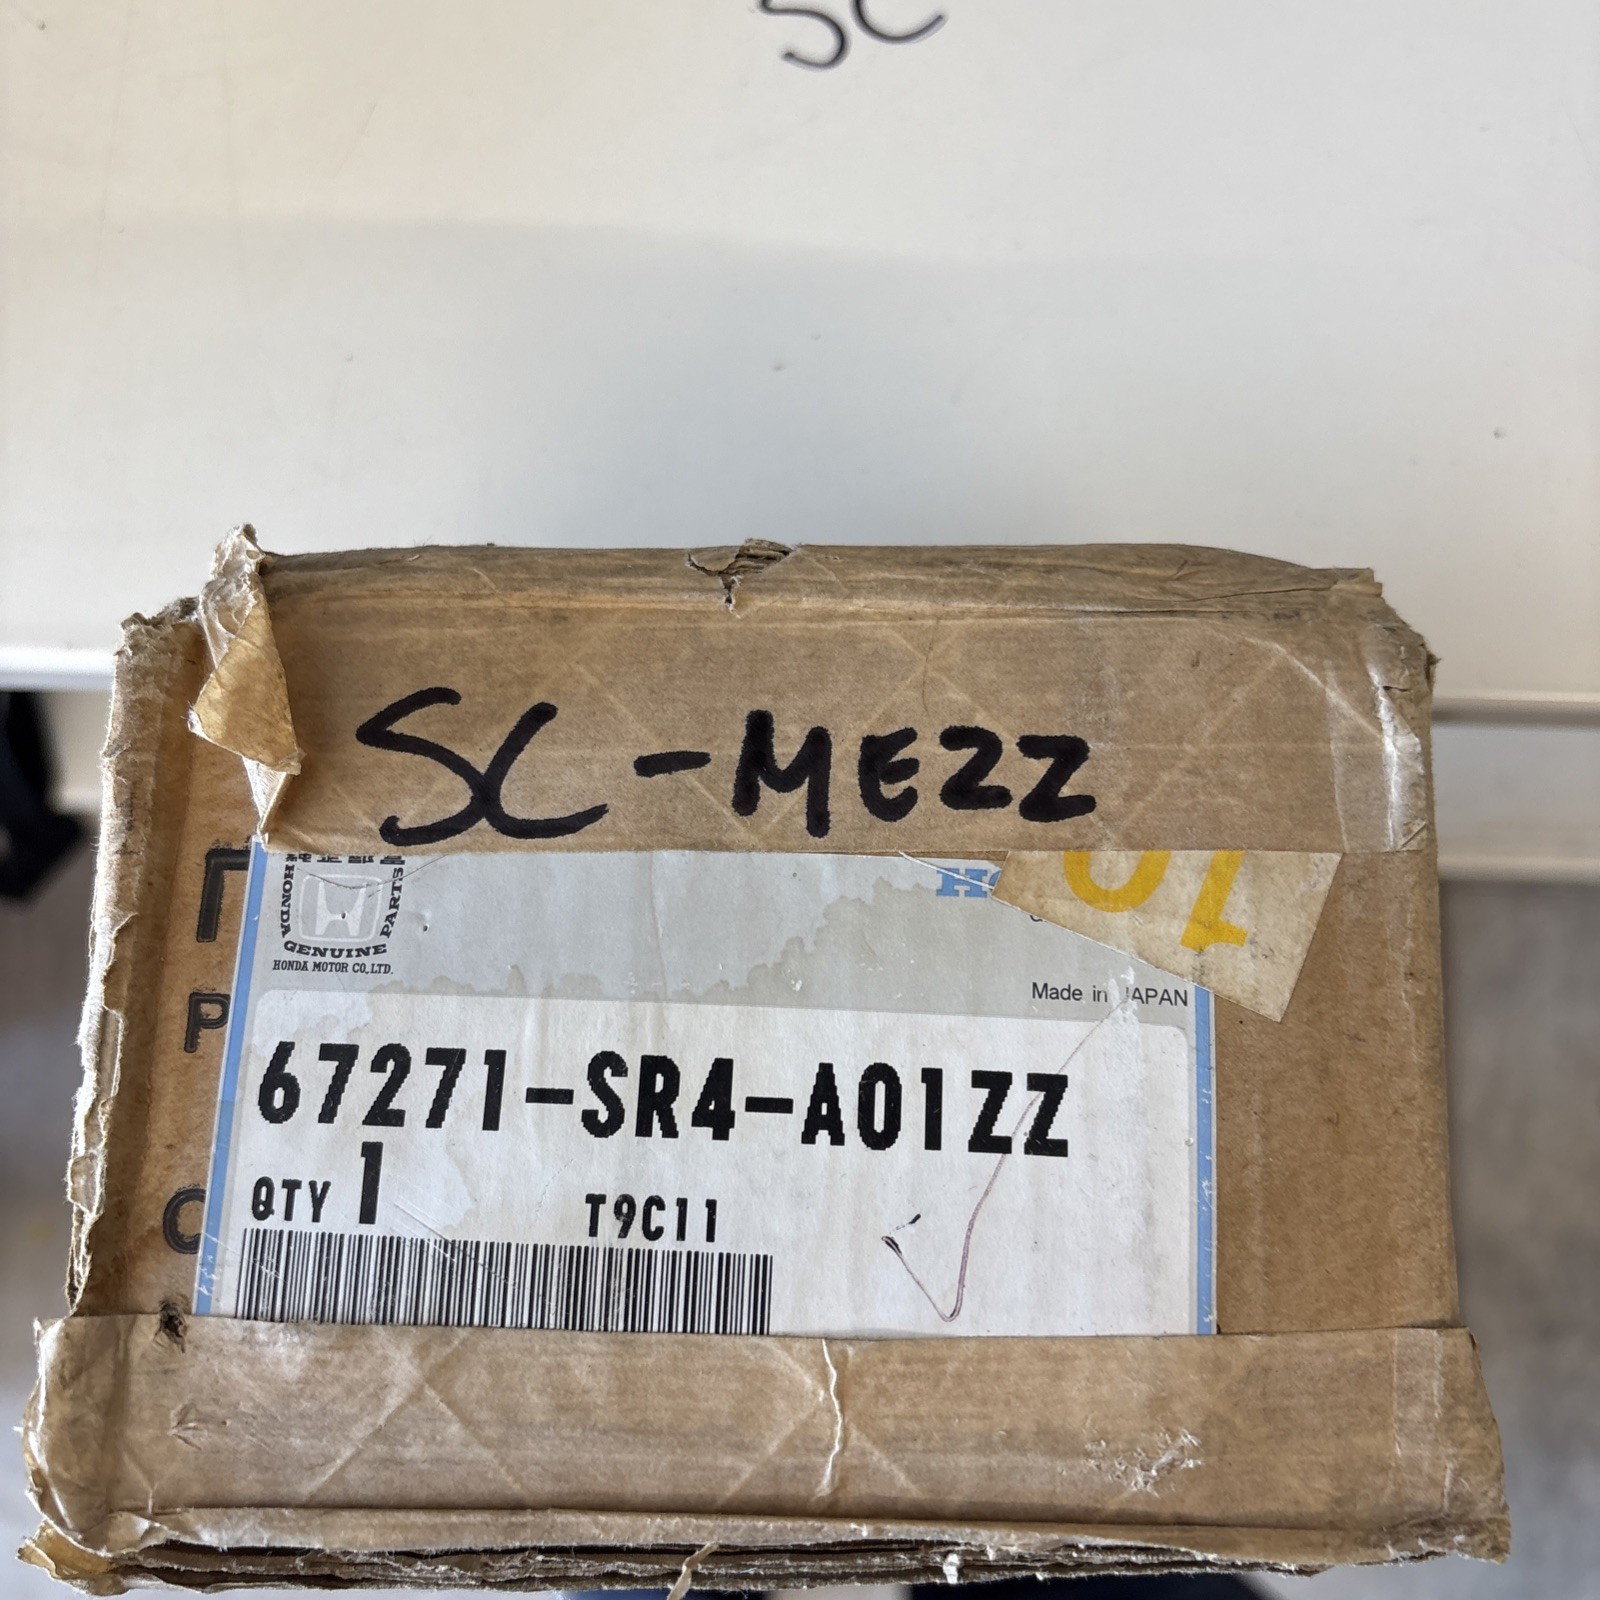 SC
SC-MEZZ
HONDA
GENUINE
PARTS
HONDA MOTOR CO., LTD.
10
Made in JAPAN
67271-SR4-A01ZZ
QTY 1
T9C11
P